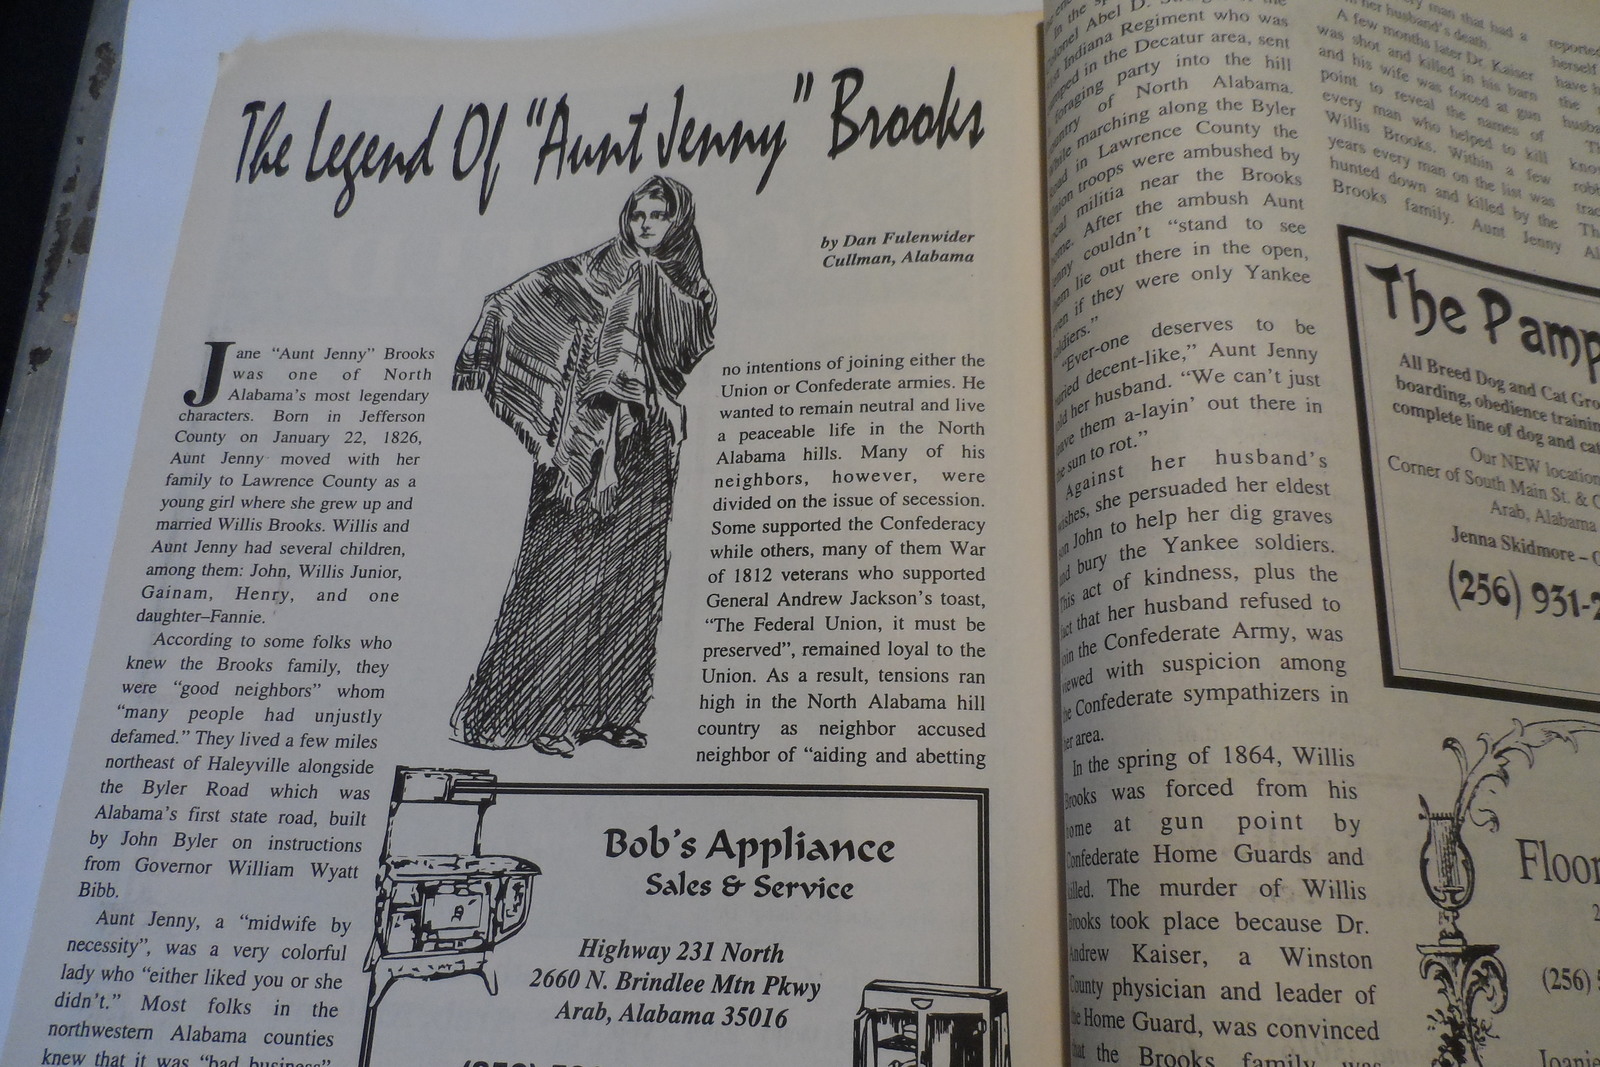 The Legend Of "Aunt Jenny" Brooks
by Dan Fulenwider
Cullman, Alabama
Jane "Aunt Jenny" Brooks
was one of North
Alabama's most legendary
characters. Born in Jefferson
County on January 22, 1826,
Aunt Jenny moved with her
family to Lawrence County as a
young girl where she grew up and
married Willis Brooks. Willis and
Aunt Jenny had several children,
among them: John, Willis Junior,
Gainam, Henry, and one
daughter–Fannie.
According to some folks who
knew the Brooks family, they
were "good neighbors" whom
"many people had unjustly
defamed." They lived a few miles
northeast of Haleyville alongside
the Byler Road which was
Alabama's first state road, built
by John Byler on instructions
from Governor William Wyatt
Bibb.
Aunt Jenny, a "midwife by
necessity", was a very colorful
lady who "either liked you or she
didn't." Most folks in the
northwestern Alabama counties
knew that it was "bad business"
no intentions of joining either the
Union or Confederate armies. He
wanted to remain neutral and live
a peaceable life in the North
Alabama hills. Many of his
neighbors, however, were
divided on the issue of secession.
Some supported the Confederacy
while others, many of them War
of 1812 veterans who supported
General Andrew Jackson's toast,
"The Federal Union, it must be
preserved", remained loyal to the
Union. As a result, tensions ran
high in the North Alabama hill
country as neighbor accused
neighbor of "aiding and abetting
Bob's Appliance
Sales & Service
Highway 231 North
2660 N. Brindlee Mtn Pkwy
Arab, Alabama 35016
Abel D.
Indiana Regiment who was
in the Decatur area, sent
foraging party into the hill
of North Alabama.
marching along the Byler
in Lawrence County the
troops were ambushed by
militia near the Brooks
After the ambush Aunt
couldn't "stand to see
lie out there in the open,
if they were only Yankee
"Ever-one deserves to be
decent-like," Aunt Jenny
her husband. "We can't just
them a-layin' out there in
sun to rot."
Against her husband's
she persuaded her eldest
John to help her dig graves
bury the Yankee soldiers.
act of kindness, plus the
that her husband refused to
the Confederate Army, was
with suspicion among
Confederate sympathizers in
area.
In the spring of 1864, Willis
Brooks was forced from his
at gun point by
Confederate Home Guards and
The murder of Willis
Brooks took place because Dr.
Andrew Kaiser, a Winston
County physician and leader of
Home Guard, was convinced
the Brooks family was
man that had a
her husband's death.
A few months later Dr. Kaiser
was shot and killed in his barn
and his wife was forced at gun
point to reveal the names of
every man who helped to kill
Willis Brooks. Within a few
years every man on the list was
hunted down and killed by the
Brooks family. Aunt Jenny
reported
herself
have
the
The Pamp
All Breed Dog and Cat Gro
boarding, obedience trainin
complete line of dog and cat
Our NEW location
Corner of South Main St. &
Arab, Alabama
Jenna Skidmore –
(256) 931-2
Floor
(256)
Joanie